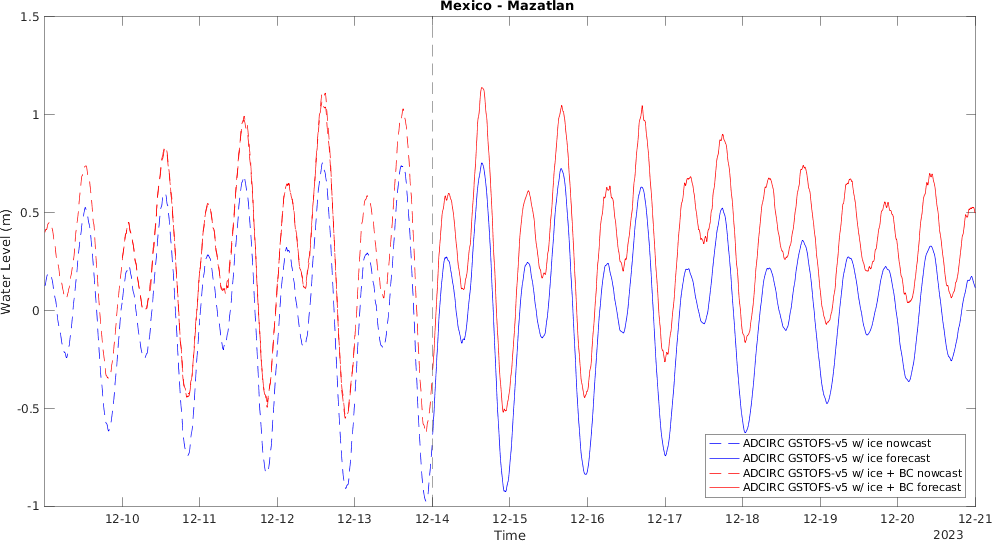 Mexico - Mazatlan
1.5
1
0.5
0
-0.5
-1
Water Level (m)
12-10 12-11 12-12 12-13 12-14 12-15 12-16 12-17 12-18 12-19 12-20 12-21
Time
2023
ADCIRC GSTOFS-v5 w/ ice nowcast
ADCIRC GSTOFS-v5 w/ ice forecast
ADCIRC GSTOFS-v5 w/ ice + BC nowcast
ADCIRC GSTOFS-v5 w/ ice + BC forecast